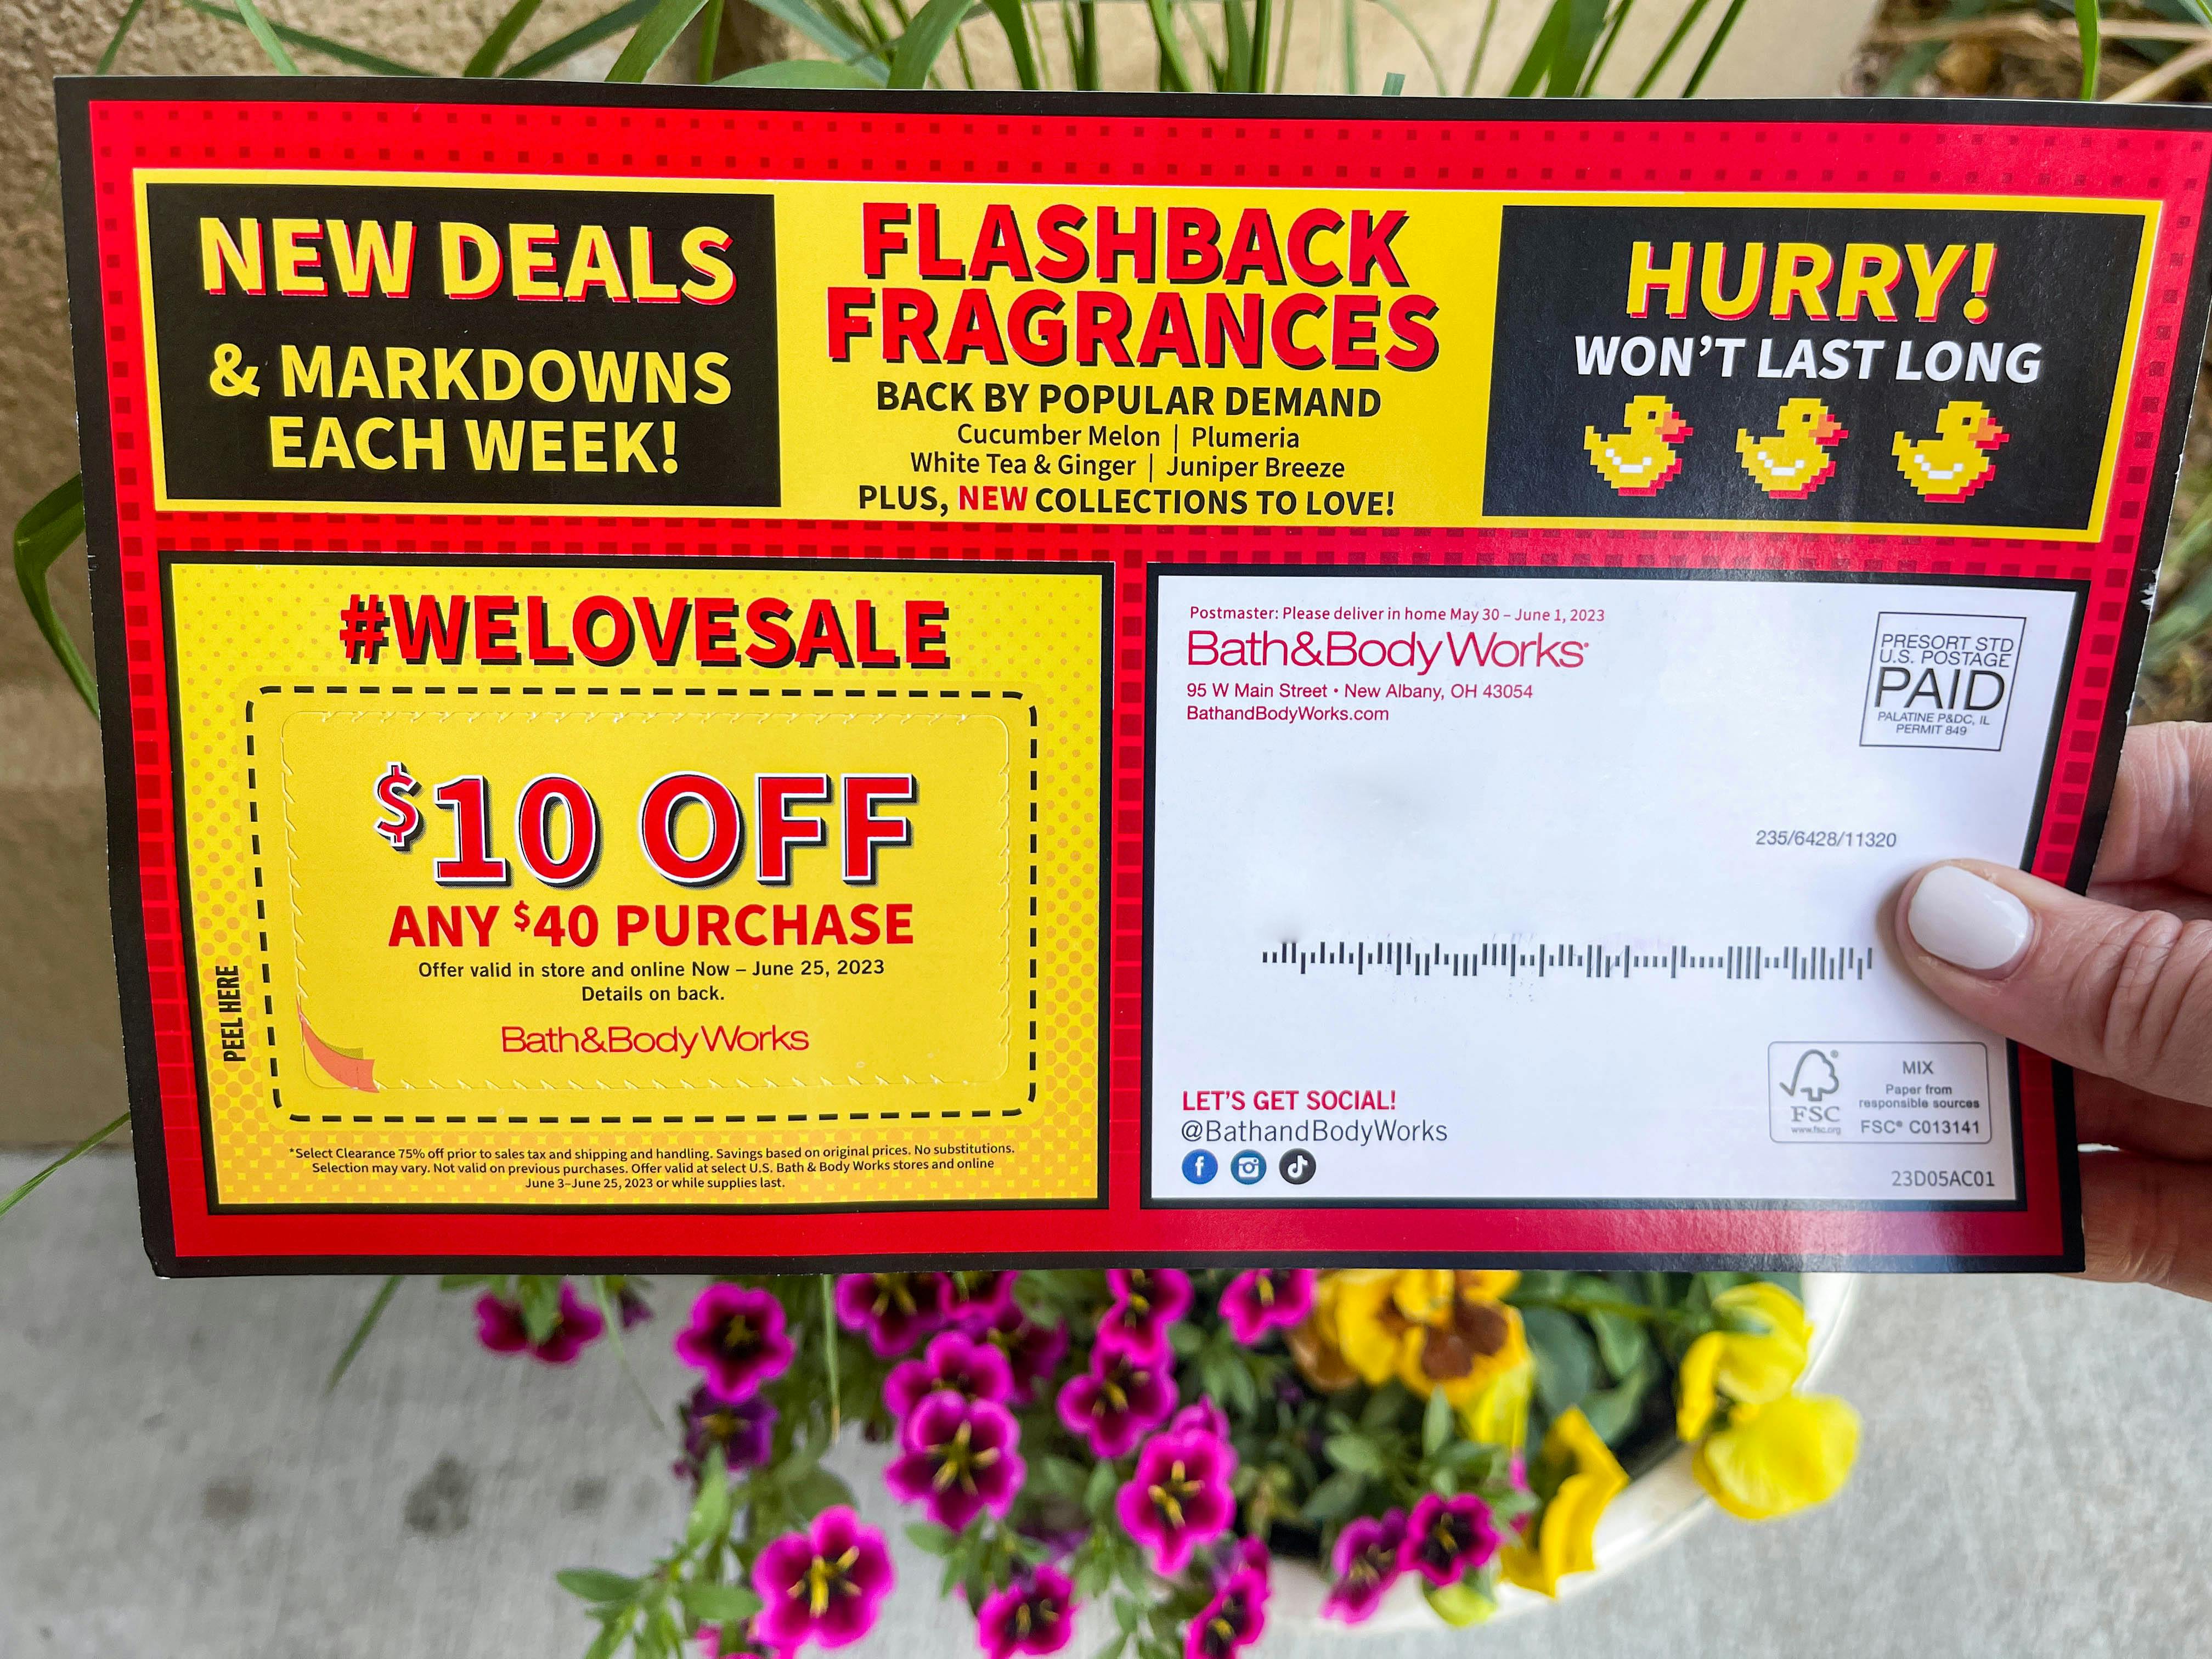 NEW DEALS
& MARKDOWNS
EACH WEEK!
FLASHBACK
FRAGRANCES
BACK BY POPULAR DEMAND
Cucumber Melon | Plumeria
White Tea & Ginger | Juniper Breeze
PLUS, NEW COLLECTIONS TO LOVE!
HURRY!
WON'T LAST LONG
#WELOVESALE
$10 OFF
ANY $40 PURCHASE
Offer valid in store and online Now – June 25, 2023
Details on back.
Bath&Body Works
PEEL HERE
*Select Clearance 75% off prior to sales tax and shipping and handling. Savings based on original prices. No substitutions.
Selection may vary. Not valid on previous purchases. Offer valid at select U.S. Bath & Body Works stores and online
June 3–June 25, 2023 or while supplies last.
Postmaster: Please deliver in home May 30 – June 1, 2023
Bath&Body Works®
95 W Main Street • New Albany, OH 43054
BathandBodyWorks.com
PRESORT STD
U.S. POSTAGE
PAID
PALATINE P&DC, IL
PERMIT 849
235/6428/11320
LET'S GET SOCIAL!
@BathandBodyWorks
FSC
www.fsc.org
MIX
Paper from
responsible sources
FSC® C013141
23D05AC01